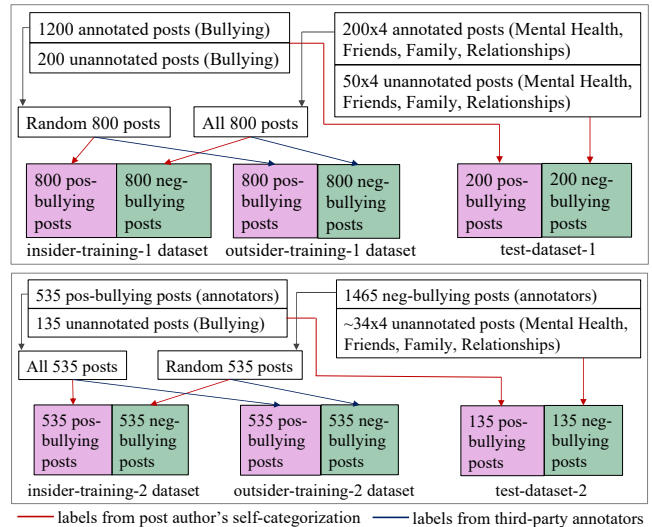 1200 annotated posts (Bullying)
200 unannotated posts (Bullying)
200x4 annotated posts (Mental Health,
Friends, Family, Relationships)
50x4 unannotated posts (Mental Health,
Friends, Family, Relationships)
Random 800 posts
All 800 posts
800 pos-
bullying
posts
800 neg-
bullying
posts
800 pos-
bullying
posts
800 neg-
bullying
posts
200 pos-
bullying
posts
200 neg-
bullying
posts
insider-training-1 dataset
outsider-training-1 dataset
test-dataset-1
535 pos-bullying posts (annotators)
135 unannotated posts (Bullying)
1465 neg-bullying posts (annotators)
~34x4 unannotated posts (Mental Health,
Friends, Family, Relationships)
All 535 posts
Random 535 posts
535 pos-
bullying
posts
535 neg-
bullying
posts
535 pos-
bullying
posts
535 neg-
bullying
posts
135 pos-
bullying
posts
135 neg-
bullying
posts
insider-training-2 dataset
outsider-training-2 dataset
test-dataset-2
labels from post author's self-categorization
labels from third-party annotators